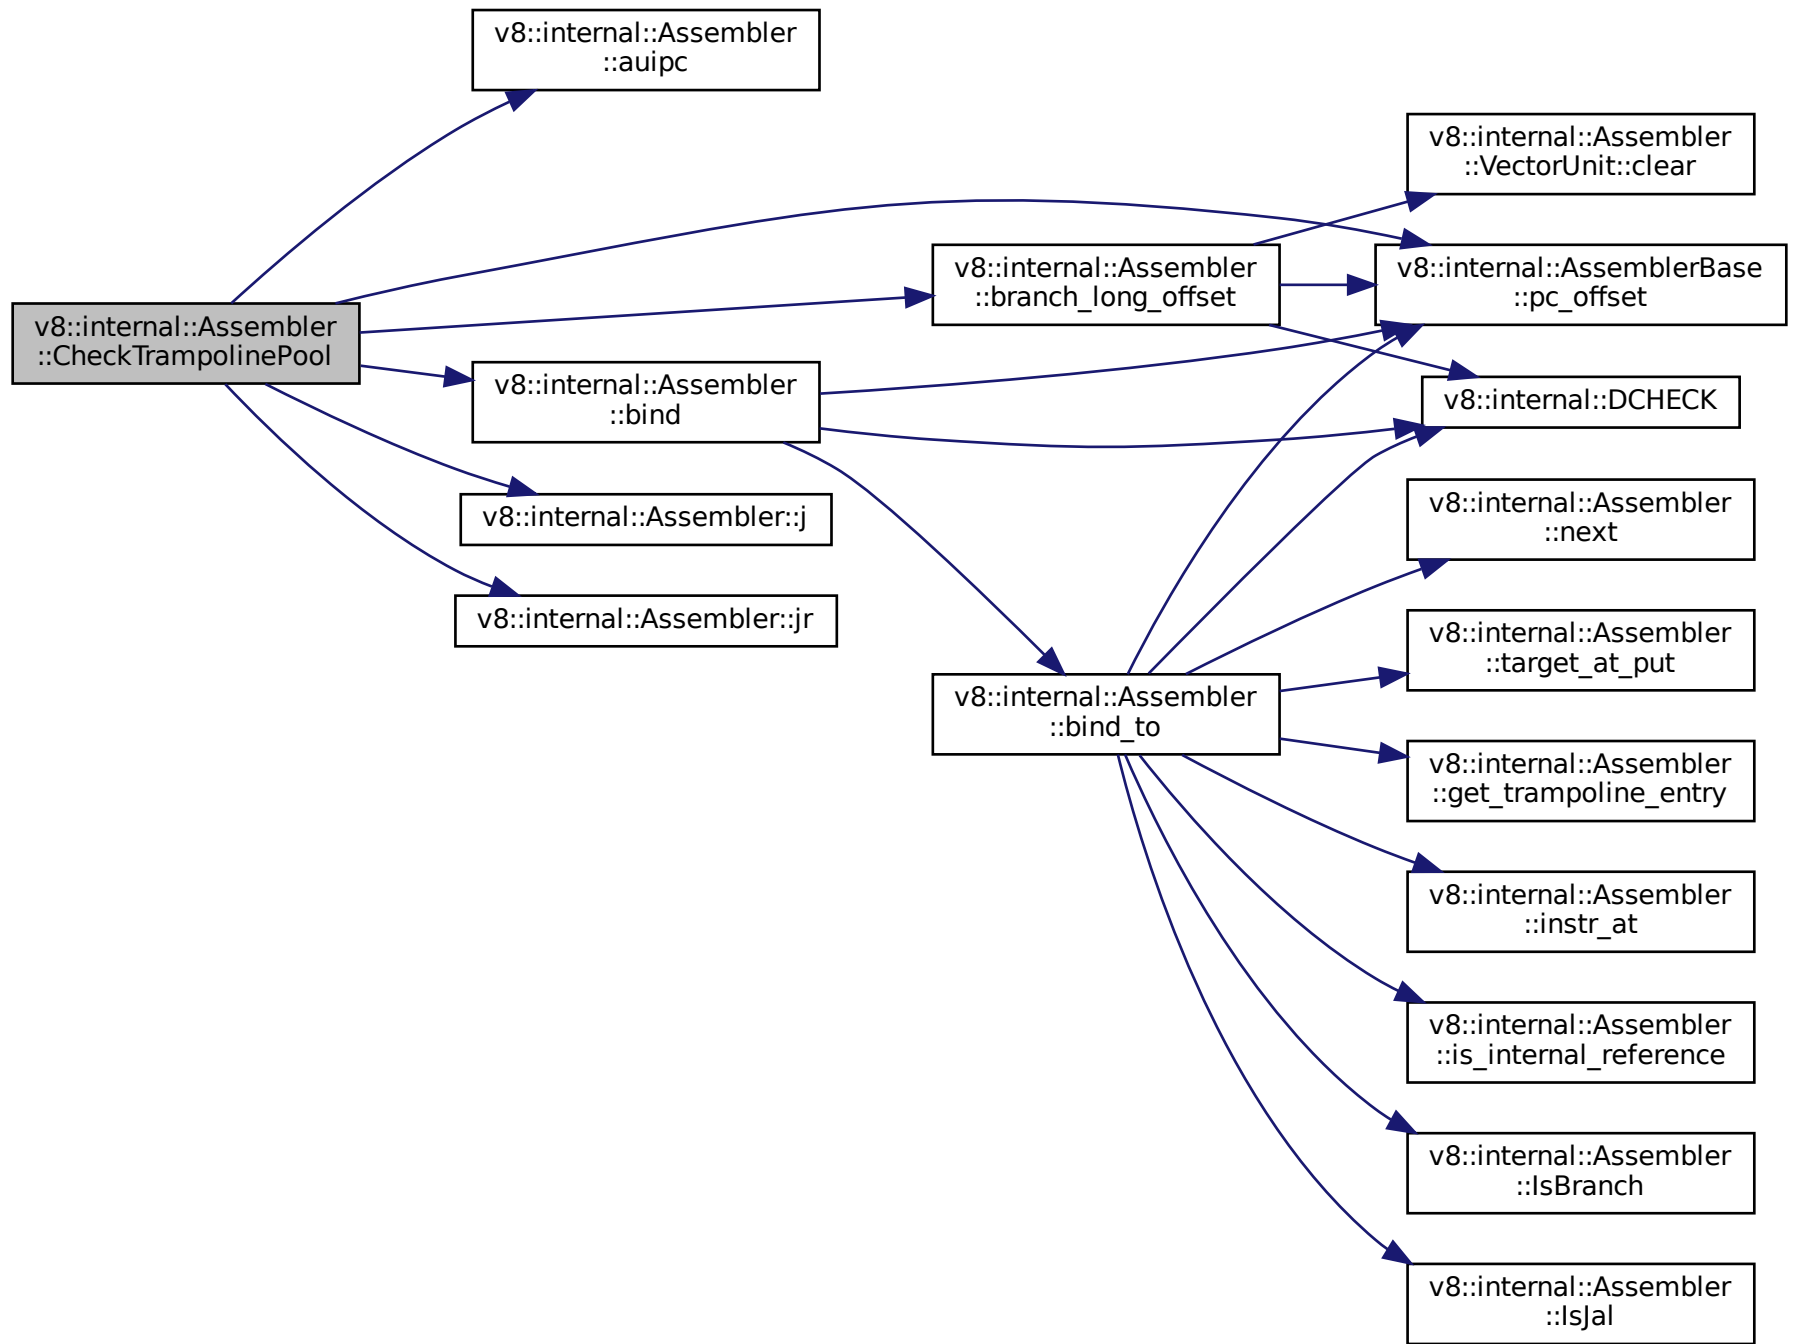 v8::internal::Assembler
::CheckTrampolinePool
v8::internal::Assembler
::auipc
v8::internal::Assembler
::branch_long_offset
v8::internal::Assembler
::VectorUnit::clear
v8::internal::AssemblerBase
::pc_offset
v8::internal::DCHECK
v8::internal::Assembler
::bind
v8::internal::Assembler::j
v8::internal::Assembler::jr
v8::internal::Assembler
::bind_to
v8::internal::Assembler
::next
v8::internal::Assembler
::target_at_put
v8::internal::Assembler
::get_trampoline_entry
v8::internal::Assembler
::instr_at
v8::internal::Assembler
::is_internal_reference
v8::internal::Assembler
::IsBranch
v8::internal::Assembler
::IsJal